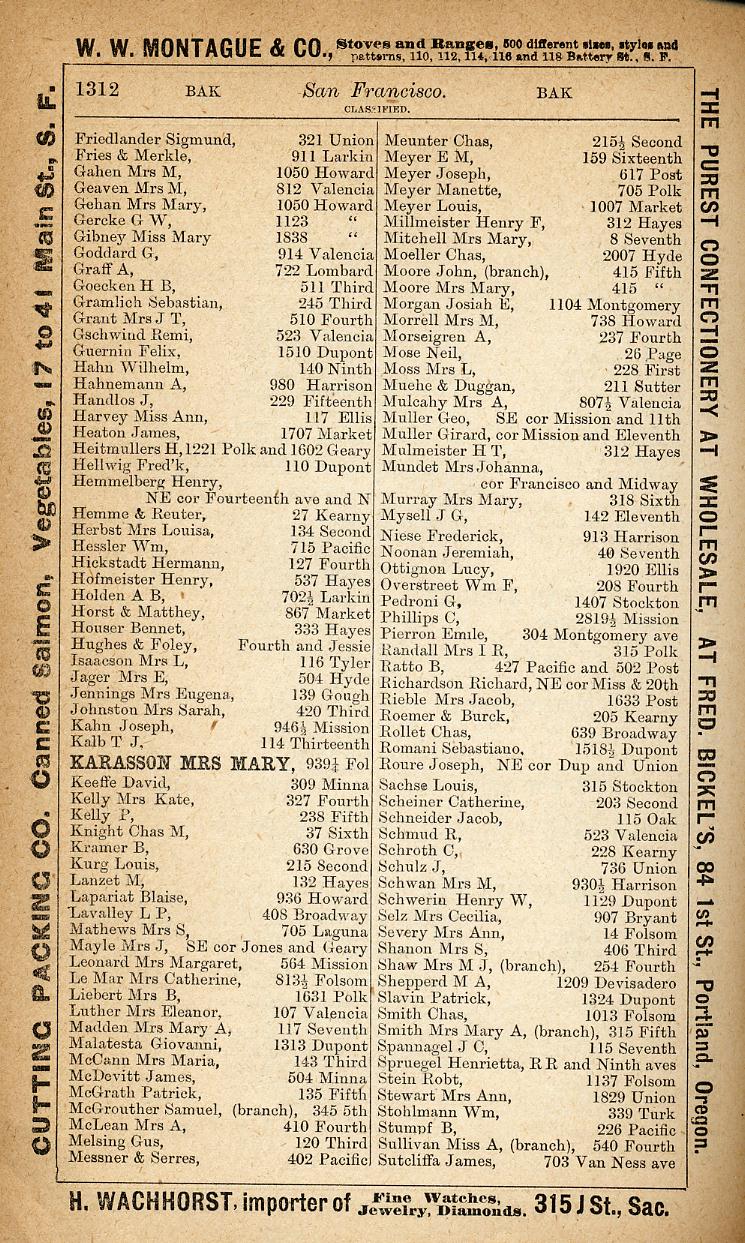 W. W. MONTAGUE & CO., Stoves and Ranges, 500 different sizes, styles and
patterns, 110, 112, 114, 116 and 118 Battery St., S. F.
1312 BAK San Francisco. BAK
CLASSIFIED.
Friedlander Sigmund, 321 Union
Fries & Merkle, 911 Larkin
Gahen Mrs M, 1050 Howard
Geaven Mrs M, 812 Valencia
Gehan Mrs Mary, 1050 Howard
Gercke G W, 1123 “
Gibney Miss Mary 1838 “
Goddard G, 914 Valencia
Graff A, 722 Lombard
Goecken H B, 511 Third
Gramlich Sebastian, 245 Third
Grant Mrs J T, 510 Fourth
Gschwind Remi, 523 Valencia
Guernin Felix, 1510 Dupont
Hahn Wilhelm, 140 Ninth
Hahnemann A, 980 Harrison
Handlos J, 229 Fifteenth
Harvey Miss Ann, 117 Ellis
Heaton James, 1707 Market
Heitmullers H, 1221 Polk and 1602 Geary
Hellwig Fred'k, 110 Dupont
Hemmelberg Henry,
NE cor Fourteenth ave and N
Hemme & Reuter, 27 Kearny
Herbst Mrs Louisa, 134 Second
Hessler Wm, 715 Pacific
Hickstadt Hermann, 127 Fourth
Hofmeister Henry, 537 Hayes
Holden A B, 702½ Larkin
Horst & Matthey, 867 Market
Houser Bennet, 333 Hayes
Hughes & Foley, Fourth and Jessie
Isaacson Mrs L, 116 Tyler
Jager Mrs E, 504 Hyde
Jennings Mrs Eugena, 139 Gough
Johnston Mrs Sarah, 420 Third
Kahn Joseph, 946½ Mission
Kalb T J, 114 Thirteenth
KARASSON MRS MARY, 939¼ Fol
Keeffe David, 309 Minna
Kelly Mrs Kate, 327 Fourth
Kelly P, 238 Fifth
Knight Chas M, 37 Sixth
Kramer B, 630 Grove
Kurg Louis, 215 Second
Lanzet M, 132 Hayes
Lapariat Blaise, 936 Howard
Lavalley L P, 408 Broadway
Mathews Mrs S, 705 Laguna
Mayle Mrs J, SE cor Jones and Geary
Leonard Mrs Margaret, 564 Mission
Le Mar Mrs Catherine, 813½ Folsom
Liebert Mrs B, 1631 Polk
Luther Mrs Eleanor, 107 Valencia
Madden Mrs Mary A, 117 Seventh
Malatesta Giovanni, 1313 Dupont
McCann Mrs Maria, 143 Third
McDevitt James, 504 Minna
McGrath Patrick, 135 Fifth
McGrouther Samuel, (branch), 345 5th
McLean Mrs A, 410 Fourth
Melsing Gus, 120 Third
Messner & Serres, 402 Pacific
Meunter Chas, 215½ Second
Meyer E M, 159 Sixteenth
Meyer Joseph, 617 Post
Meyer Manette, 705 Polk
Meyer Louis, 1007 Market
Millmeister Henry F, 312 Hayes
Mitchell Mrs Mary, 8 Seventh
Moeller Chas, 2007 Hyde
Moore John, (branch), 415 Fifth
Moore Mrs Mary, 415 “
Morgan Josiah E, 1104 Montgomery
Morrell Mrs M, 738 Howard
Morseigren A, 237 Fourth
Mose Neil, 26 Page
Moss Mrs L, 228 First
Muehe & Duggan, 211 Sutter
Mulcahy Mrs A, 807½ Valencia
Muller Geo, SE cor Mission and 11th
Muller Girard, cor Mission and Eleventh
Mulmeister H T, 312 Hayes
Mundet Mrs Johanna,
cor Francisco and Midway
Murray Mrs Mary, 318 Sixth
Mysell J G, 142 Eleventh
Niese Frederick, 913 Harrison
Noonan Jeremiah, 40 Seventh
Ottignon Lucy, 1920 Ellis
Overstreet Wm F, 208 Fourth
Pedroni G, 1407 Stockton
Phillips C, 2819½ Mission
Pierron Emile, 304 Montgomery ave
Randall Mrs I R, 315 Polk
Ratto B, 427 Pacific and 502 Post
Richardson Richard, NE cor Miss & 20th
Rieble Mrs Jacob, 1633 Post
Roemer & Burck, 205 Kearny
Rollet Chas, 639 Broadway
Romani Sebastiano, 1518½ Dupont
Roure Joseph, NE cor Dup and Union
Sachse Louis, 315 Stockton
Scheiner Catherine, 203 Second
Schneider Jacob, 115 Oak
Schmud R, 523 Valencia
Schroth C, 228 Kearny
Schulz J, 736 Union
Schwan Mrs M, 930½ Harrison
Schwerin Henry W, 1129 Dupont
Selz Mrs Cecilia, 907 Bryant
Severy Mrs Ann, 14 Folsom
Shanon Mrs S, 406 Third
Shaw Mrs M J, (branch), 254 Fourth
Shepperd M A, 1209 Devisadero
Slavin Patrick, 1324 Dupont
Smith Chas, 1013 Folsom
Smith Mrs Mary A, (branch), 315 Fifth
Spannagel J C, 115 Seventh
Spruegel Henrietta, R R and Ninth aves
Stein Robt, 1137 Folsom
Stewart Mrs Ann, 1829 Union
Stohlmann Wm, 339 Turk
Stumpf B, 226 Pacific
Sullivan Miss A, (branch), 540 Fourth
Sutcliffa James, 703 Van Ness ave
CUTTING PACKING CO. Canned Salmon, Vegetables, 17 to 41 Main St., S. F.
THE PUREST CONFECTIONERY AT WHOLESALE, AT FRED. BICKEL'S, 84 1st St., Portland, Oregon.
H. WACHHORST, importer of Fine Watches, Jewelry, Diamonds. 315 J St., Sac.